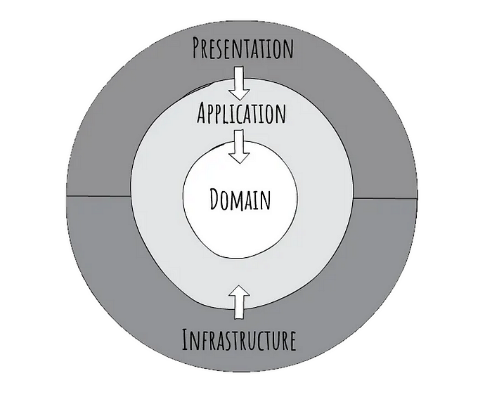 PRESENTATION
APPLICATION
DOMAIN
INFRASTRUCTURE